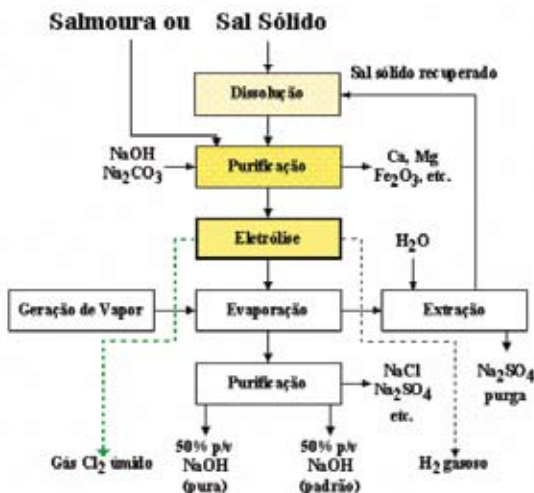 Salmoura ou Sal Sólido
Sal sólido recuperado
Dissolução
NaOH
Na2CO3
Purificação
Ca, Mg
Fe2O3, etc.
Eletrólise
H2O
Geração de Vapor
Evaporação
Extração
Purificação
NaCl
Na2SO4
etc.
Na2SO4
purga
Gás Cl2 úmido
50% p/v
NaOH
(pura)
50% p/v
NaOH
(padrão)
H2 gasoso